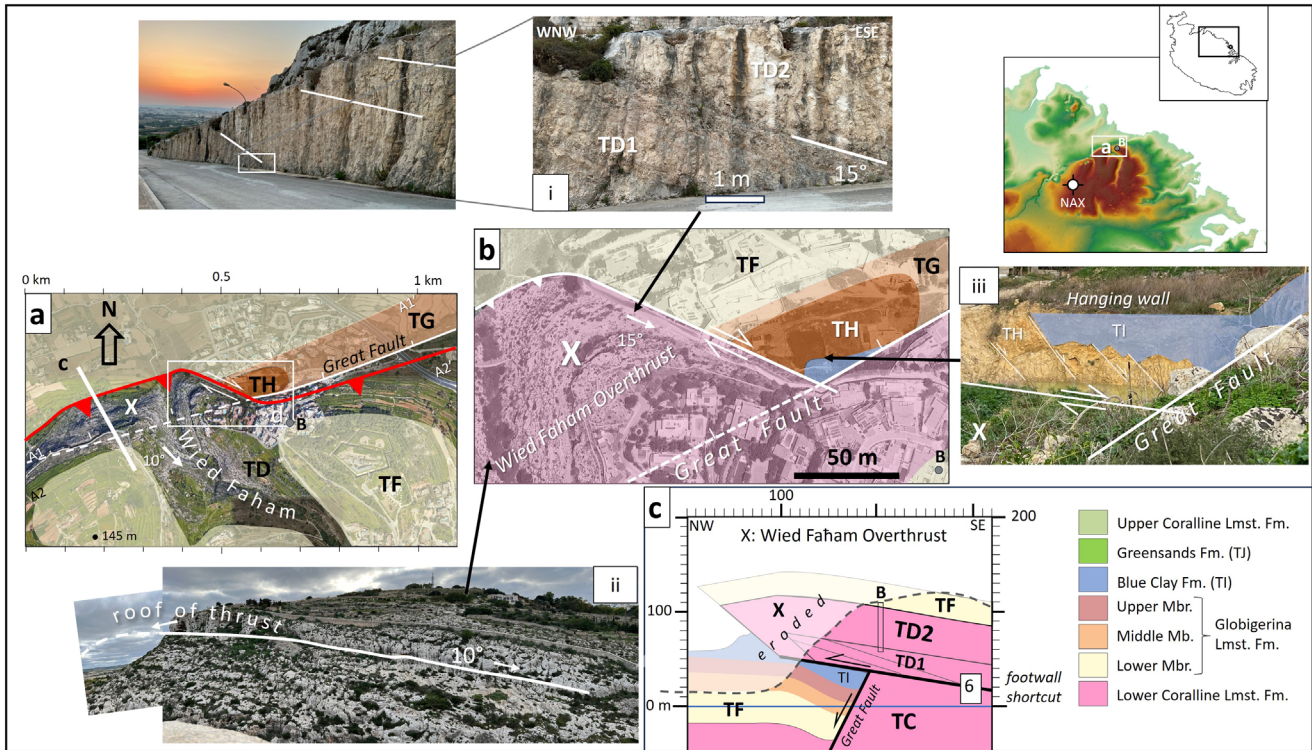 WNW
ESE
TD2
TD1
1 m
15°
i
a
B
NAX
0 km
0.5
1 km
a
N
A1'
TG
A2'
Great Fault
c
TH
X
d
B
A1
10°
Wied Faham
TD
TF
A2
145 m
b
TF
TG
X
15°
TH
Wied Faham Overthrust
Great Fault
50 m
B
iii
Hanging wall
TH
TI
X
Great Fault
ii
roof of thrust
10°
c
100
NW
SE
200
X: Wied Faħam Overthrust
B
TF
X
eroded
TD2
100
TD1
TI
6
footwall
shortcut
0 m
TF
Great Fault
TC
Upper Coralline Lmst. Fm.
Greensands Fm. (TJ)
Blue Clay Fm. (TI)
Upper Mbr.
Middle Mb.
Globigerina
Lmst. Fm.
Lower Mbr.
Lower Coralline Lmst. Fm.